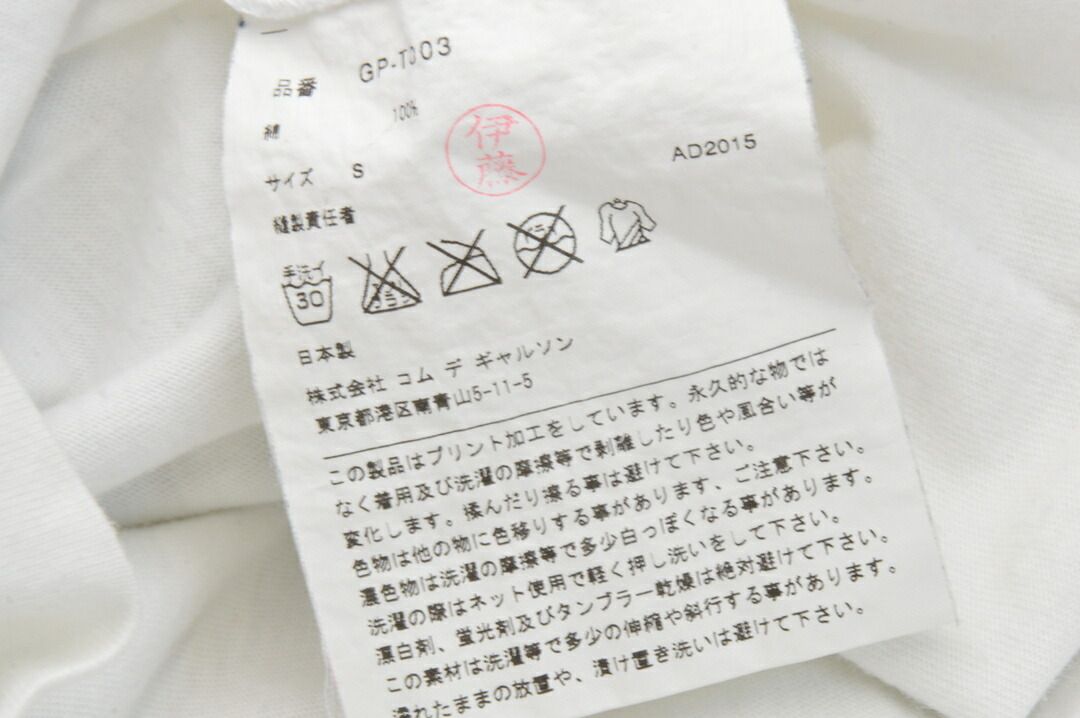 品番 GP-T003
綿 100%
サイズ S
伊藤
AD2015
縫製責任者
手洗イ
30
日本製
株式会社 コム デ ギャルソン
東京都港区南青山5-11-5
この製品はプリント加工をしています。永久的な物では
なく着用及び洗濯の摩擦等で剥離したり色や風合い等が
変化します。揉んだり擦る事は避けて下さい。
色物は他の物に色移りする事があります、ご注意下さい。
濃色物は洗濯の摩擦等で多少白っぽくなる事があります。
洗濯の際はネット使用で軽く押し洗いをして下さい。
漂白剤、蛍光剤及びタンブラー乾燥は絶対避けて下さい。
この素材は洗濯等で多少の伸縮や斜行する事があります。
濡れたままの放置や、漬け置き洗いは避けて下さい。